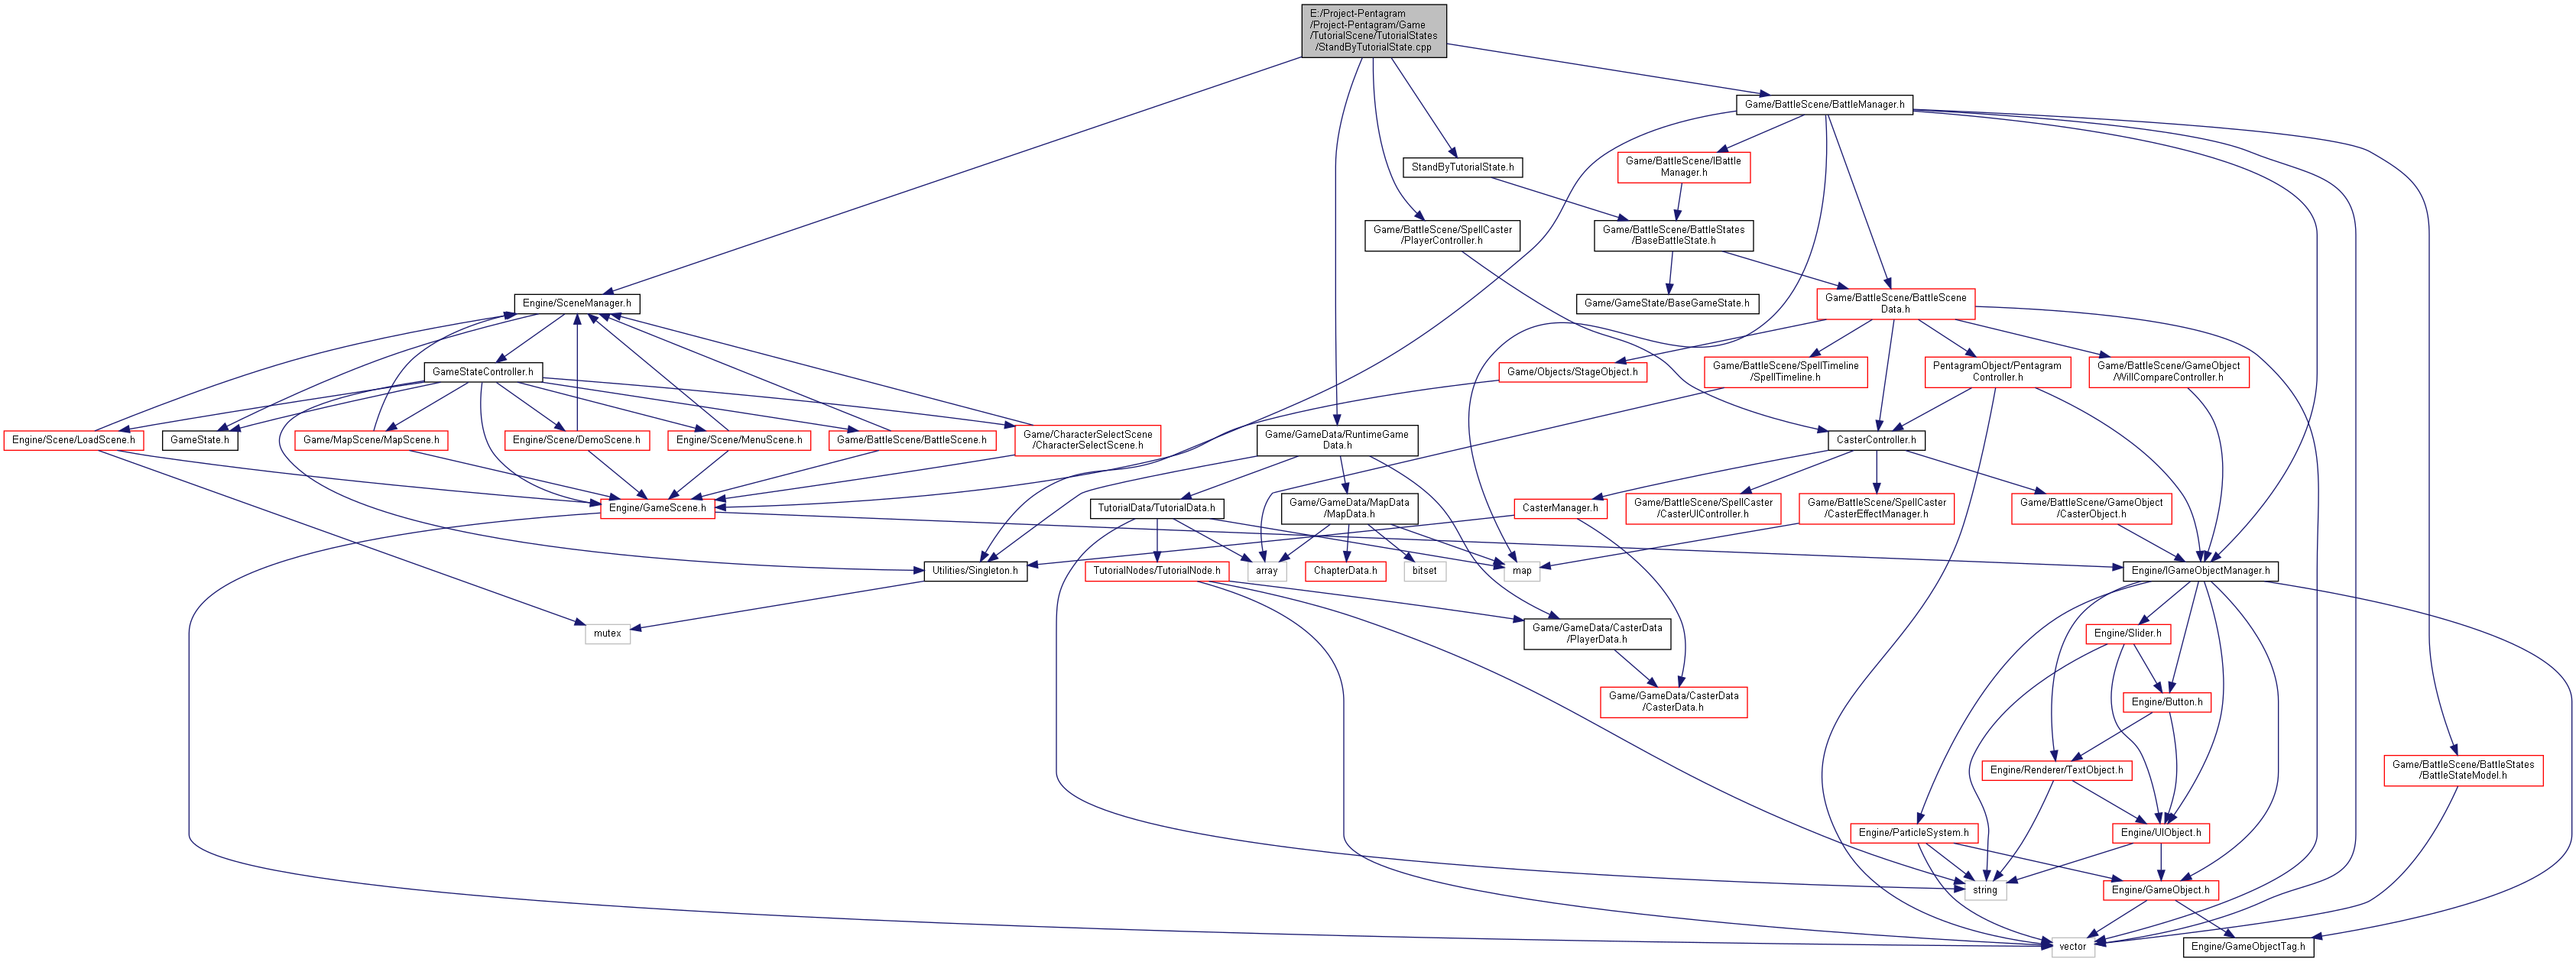 E:/Project-Pentagram
/Project-Pentagram/Game
/TutorialScene/TutorialStates
/StandByTutorialState.cpp
Game/BattleScene/BattleManager.h
StandByTutorialState.h
Game/BattleScene/IBattle
Manager.h
Game/BattleScene/SpellCaster
/PlayerController.h
Game/BattleScene/BattleStates
/BaseBattleState.h
Engine/SceneManager.h
Game/GameState/BaseGameState.h
Game/BattleScene/BattleScene
Data.h
GameStateController.h
Game/Objects/StageObject.h
Game/BattleScene/SpellTimeline
/SpellTimeline.h
PentagramObject/Pentagram
Controller.h
Game/BattleScene/GameObject
/WillCompareController.h
Engine/Scene/LoadScene.h
GameState.h
Game/MapScene/MapScene.h
Engine/Scene/DemoScene.h
Engine/Scene/MenuScene.h
Game/BattleScene/BattleScene.h
Game/CharacterSelectScene
/CharacterSelectScene.h
Game/GameData/RuntimeGame
Data.h
CasterController.h
Engine/GameScene.h
TutorialData/TutorialData.h
Game/GameData/MapData
/MapData.h
CasterManager.h
Game/BattleScene/SpellCaster
/CasterUIController.h
Game/BattleScene/SpellCaster
/CasterEffectManager.h
Game/BattleScene/GameObject
/CasterObject.h
Utilities/Singleton.h
TutorialNodes/TutorialNode.h
array
ChapterData.h
bitset
map
Engine/IGameObjectManager.h
mutex
Game/GameData/CasterData
/PlayerData.h
Engine/Slider.h
Game/GameData/CasterData
/CasterData.h
Engine/Button.h
Engine/Renderer/TextObject.h
Game/BattleScene/BattleStates
/BattleStateModel.h
Engine/ParticleSystem.h
Engine/UIObject.h
string
Engine/GameObject.h
vector
Engine/GameObjectTag.h